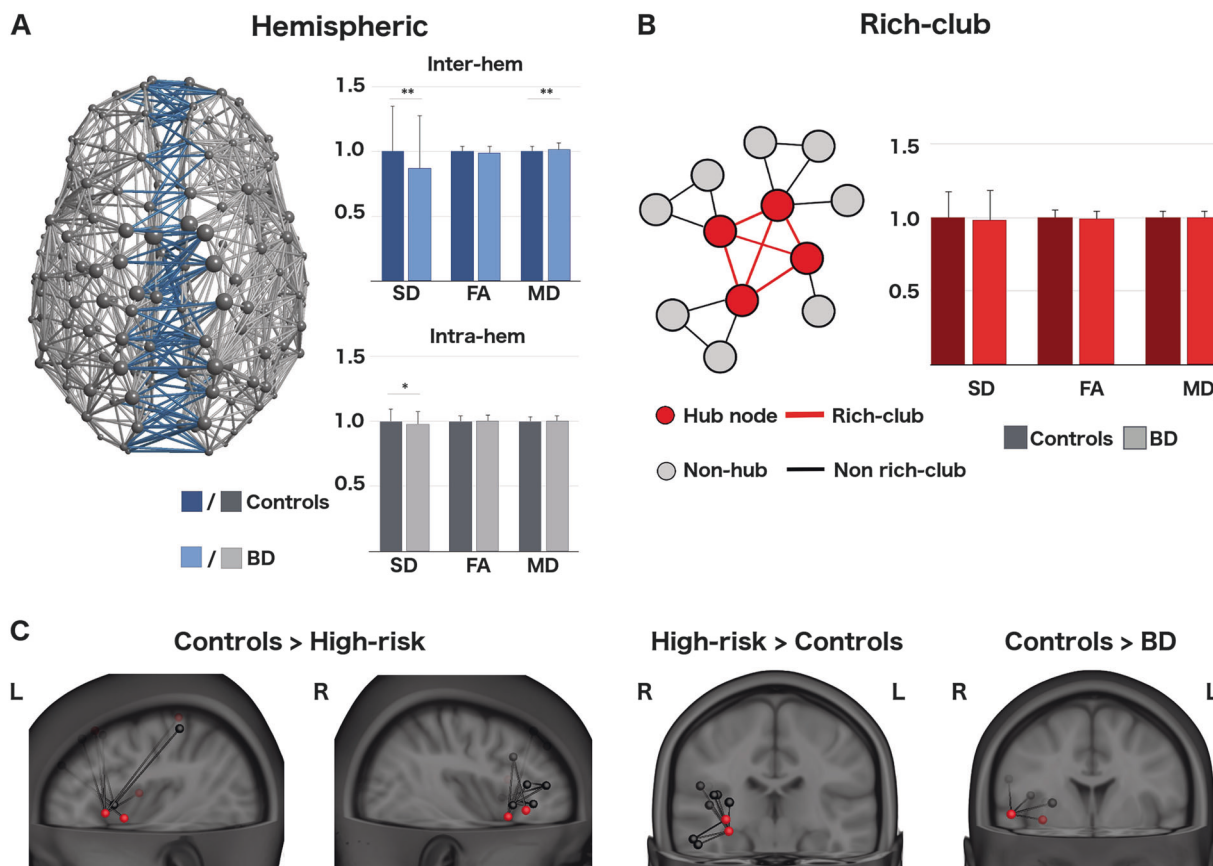 A
Hemispheric
Inter-hem
1.5
**
**
1.0
0.5
SD FA MD
Intra-hem
1.5
*
1.0
0.5
SD FA MD
/ Controls
/ BD
B
Rich-club
1.5
1.0
0.5
SD FA MD
Hub node Rich-club
Non-hub Non rich-club
Controls BD
C
Controls > High-risk
High-risk > Controls
Controls > BD
L R R L R L